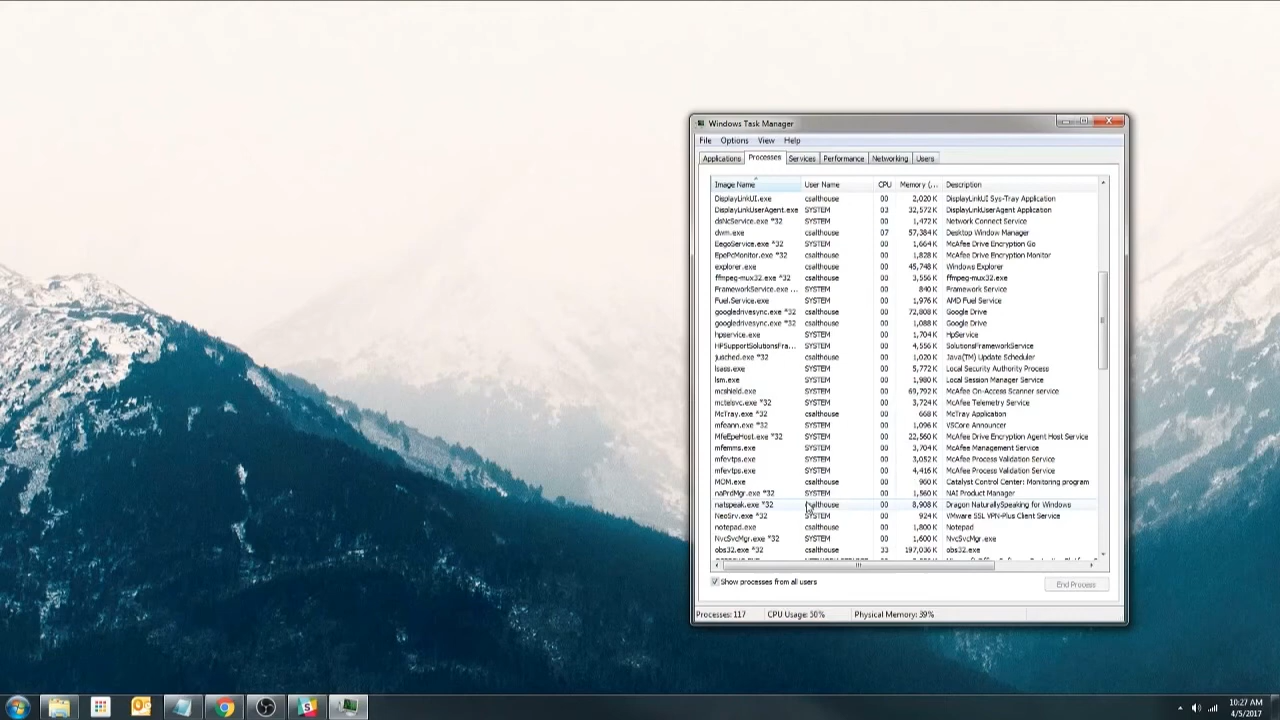 Windows Task Manager
File Options View Help
Applications Processes Services Performance Networking Users
Image Name User Name CPU Memory (... Description
DisplayLinkUI.exe csalthouse 00 2,020 K DisplayLinkUI Sys-Tray Application
DisplayLinkUserAgent.exe SYSTEM 03 32,572 K DisplayLinkUserAgent Application
dsNcService.exe *32 SYSTEM 00 1,472 K Network Connect Service
dwm.exe csalthouse 07 57,384 K Desktop Window Manager
EegoService.exe *32 SYSTEM 00 1,664 K McAfee Drive Encryption Go
EpePcMonitor.exe *32 csalthouse 00 1,828 K McAfee Drive Encryption Monitor
explorer.exe csalthouse 00 45,748 K Windows Explorer
ffmpeg-mux32.exe *32 csalthouse 00 3,556 K ffmpeg-mux32.exe
FrameworkService.exe ... SYSTEM 00 840 K Framework Service
Fuel.Service.exe SYSTEM 00 1,976 K AMD Fuel Service
googledrivesync.exe *32 csalthouse 00 72,808 K Google Drive
googledrivesync.exe *32 csalthouse 00 1,088 K Google Drive
hpservice.exe SYSTEM 00 1,704 K HpService
HPSupportSolutionsFra... SYSTEM 00 4,556 K SolutionsFrameworkService
jusched.exe *32 csalthouse 00 1,020 K Java(TM) Update Scheduler
lsass.exe SYSTEM 00 5,772 K Local Security Authority Process
lsm.exe SYSTEM 00 1,980 K Local Session Manager Service
mcshield.exe SYSTEM 00 69,792 K McAfee On-Access Scanner service
mctelsvc.exe *32 SYSTEM 00 3,724 K McAfee Telemetry Service
McTray.exe *32 csalthouse 00 668 K McTray Application
mfeann.exe *32 SYSTEM 00 1,096 K VSCore Announcer
MfeEpeHost.exe *32 SYSTEM 00 22,560 K McAfee Drive Encryption Agent Host Service
mfemms.exe SYSTEM 00 3,704 K McAfee Management Service
mfevtps.exe SYSTEM 00 3,052 K McAfee Process Validation Service
mfevtps.exe SYSTEM 00 4,416 K McAfee Process Validation Service
MOM.exe csalthouse 00 960 K Catalyst Control Center: Monitoring program
naPrdMgr.exe *32 SYSTEM 00 1,560 K NAI Product Manager
natspeak.exe *32 csalthouse 00 8,908 K Dragon NaturallySpeaking for Windows
NeoSrv.exe *32 SYSTEM 00 924 K VMware SSL VPN-Plus Client Service
notepad.exe csalthouse 00 1,800 K Notepad
NvcSvcMgr.exe *32 SYSTEM 00 1,600 K NvcSvcMgr.exe
obs32.exe *32 csalthouse 33 197,036 K obs32.exe
Show processes from all users End Process
Processes: 117 CPU Usage: 50% Physical Memory: 39%
10:27 AM
4/5/2017